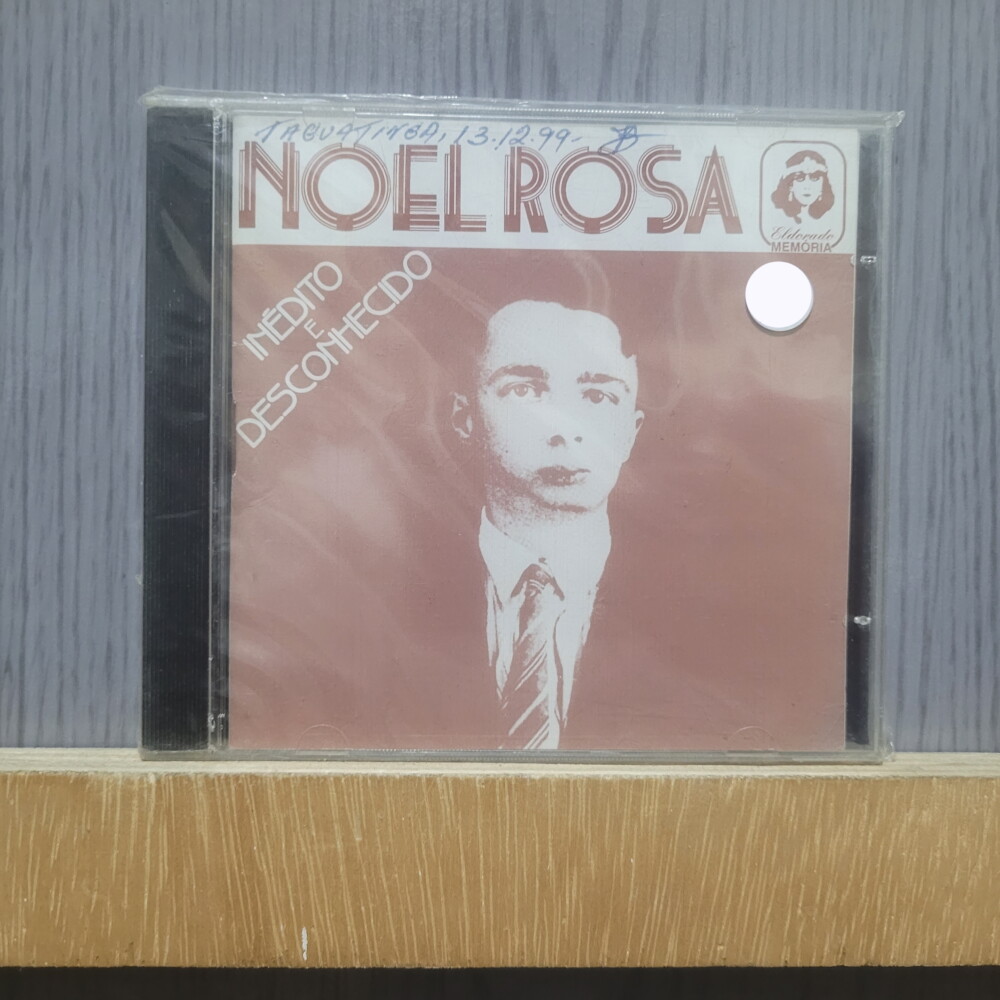 TAGUATINGA, 13.12.99-
NOEL ROSA
Eldorado
MEMÓRIA
INÉDITO
E
DESCONHECIDO